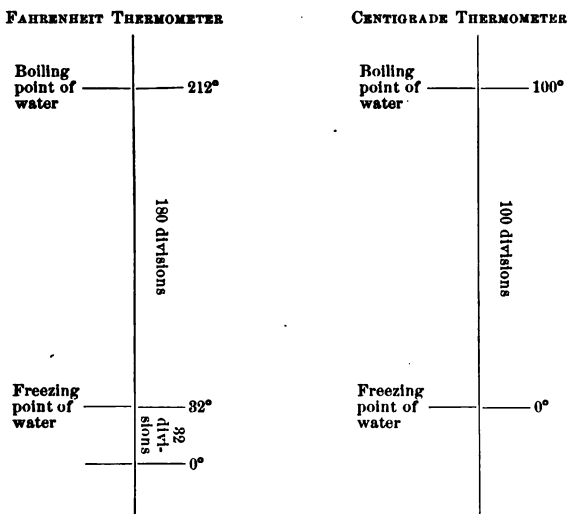 FAHRENHEIT THERMOMETER
Boiling
point of
water
212°
180 divisions
Freezing
point of
water
32°
32
divi-
sions
0°
CENTIGRADE THERMOMETER
Boiling
point of
water
100°
100 divisions
Freezing
point of
water
0°